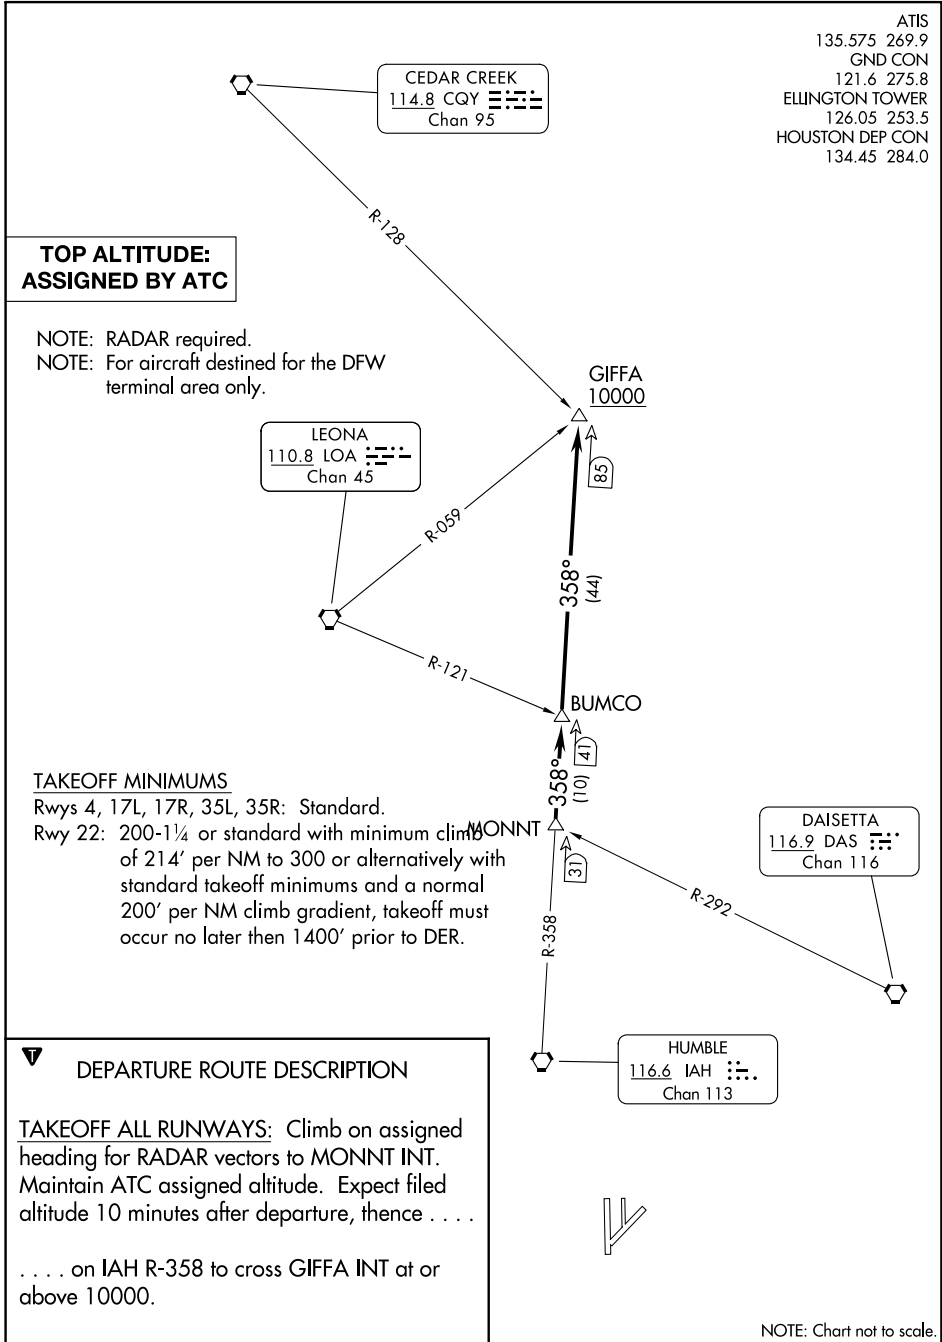 ATIS
135.575 269.9
GND CON
121.6 275.8
ELLINGTON TOWER
126.05 253.5
HOUSTON DEP CON
134.45 284.0
CEDAR CREEK
114.8 CQY
Chan 95
R-128
TOP ALTITUDE:
ASSIGNED BY ATC
NOTE: RADAR required.
NOTE: For aircraft destined for the DFW
terminal area only.
GIFFA
10000
LEONA
110.8 LOA
Chan 45
85
R-059
358°
(44)
R-121
BUMCO
41
358°
(10)
TAKEOFF MINIMUMS
Rwys 4, 17L, 17R, 35L, 35R: Standard.
Rwy 22: 200-1¼ or standard with minimum climb
of 214' per NM to 300 or alternatively with
standard takeoff minimums and a normal
200' per NM climb gradient, takeoff must
occur no later then 1400' prior to DER.
MONNT
31
DAISETTA
116.9 DAS
Chan 116
R-292
R-358
HUMBLE
116.6 IAH
Chan 113
T
DEPARTURE ROUTE DESCRIPTION
TAKEOFF ALL RUNWAYS: Climb on assigned
heading for RADAR vectors to MONNT INT.
Maintain ATC assigned altitude. Expect filed
altitude 10 minutes after departure, thence . . . .
. . . . on IAH R-358 to cross GIFFA INT at or
above 10000.
NOTE: Chart not to scale.